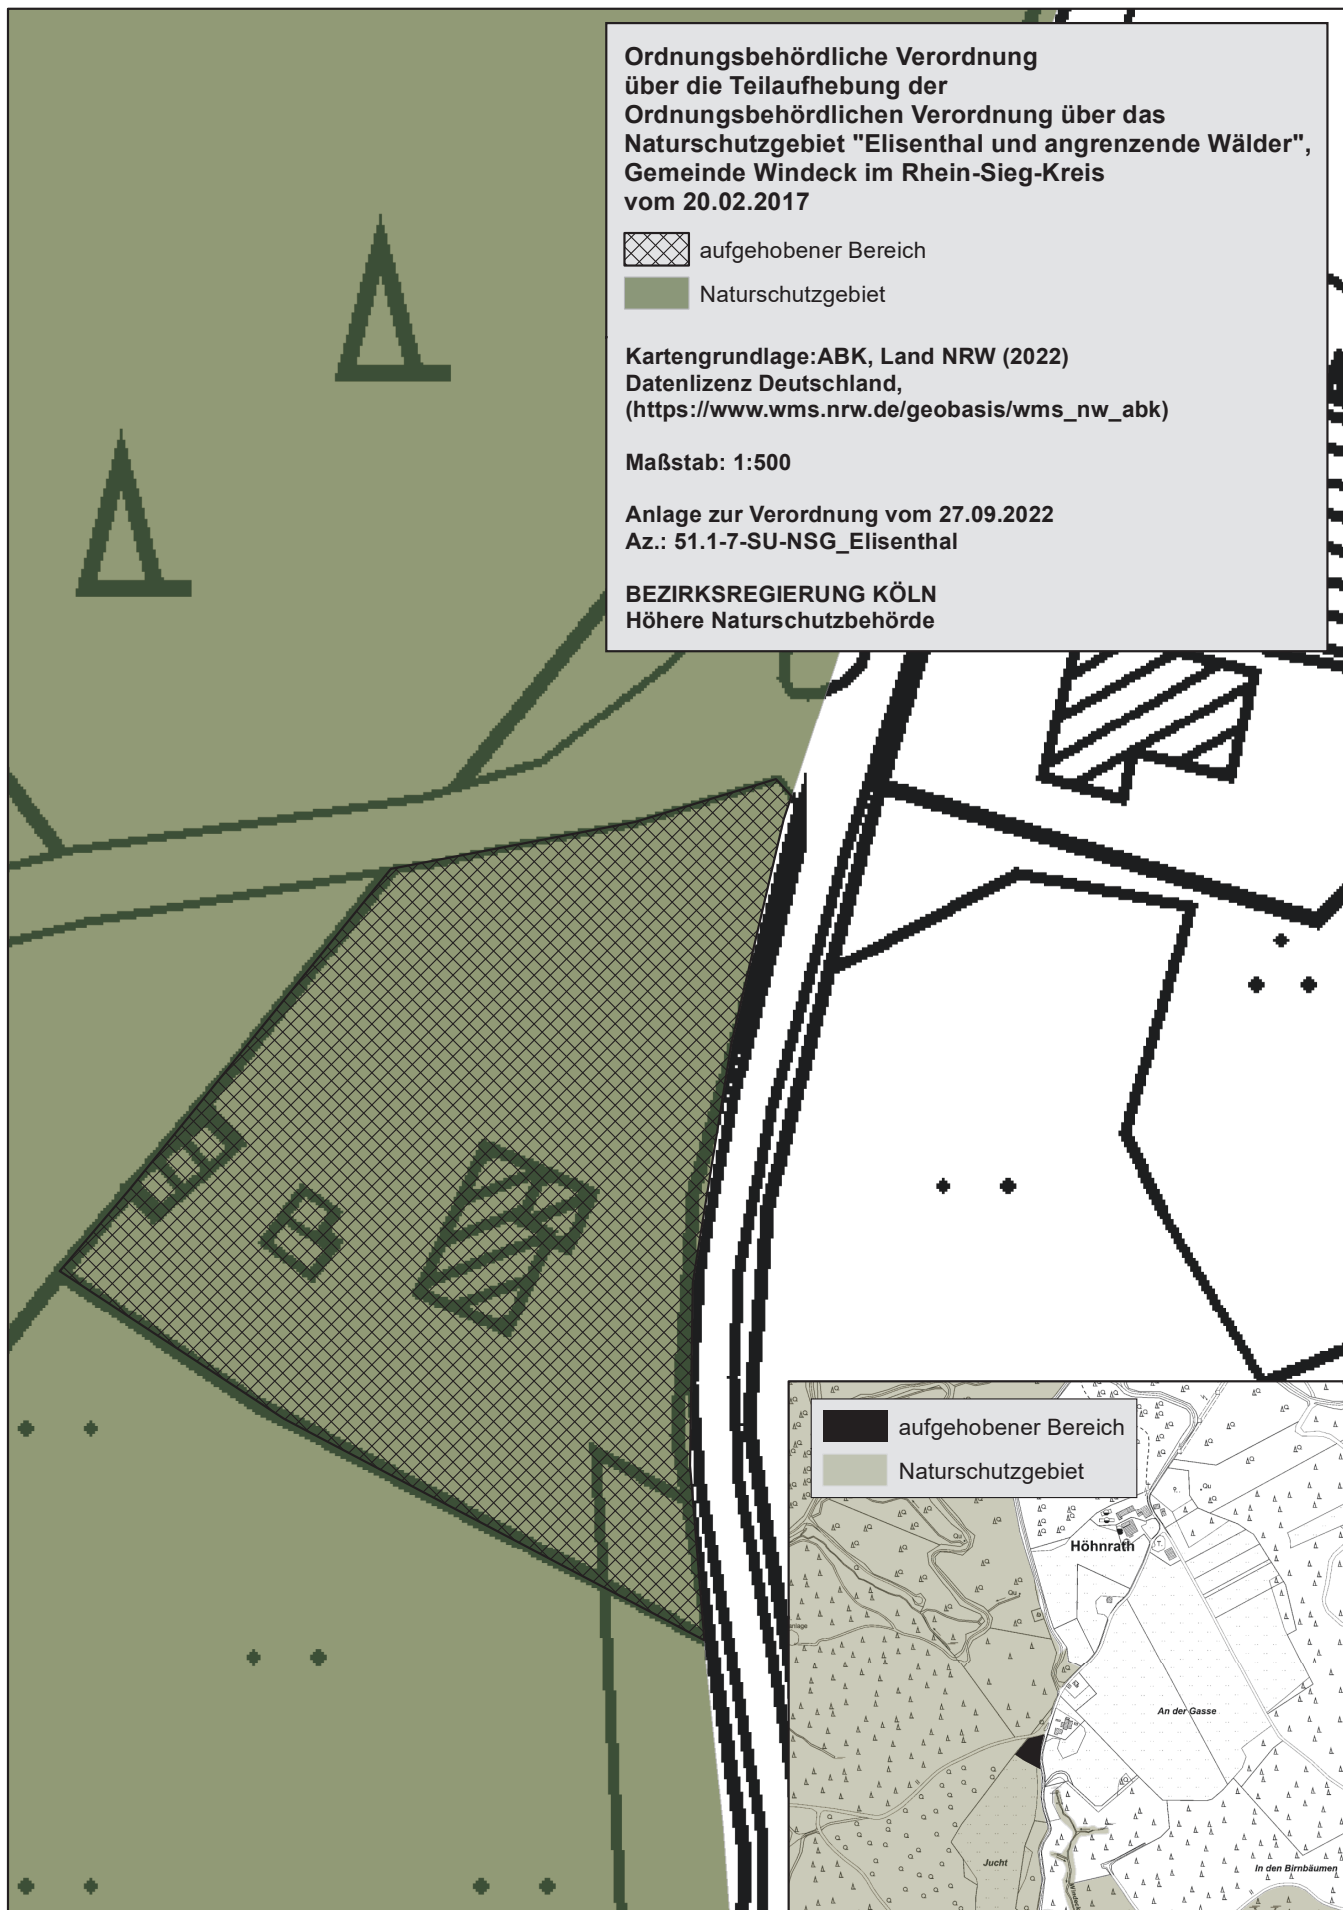 Ordnungsbehördliche Verordnung
über die Teilaufhebung der
Ordnungsbehördlichen Verordnung über das
Naturschutzgebiet "Elisenthal und angrenzende Wälder",
Gemeinde Windeck im Rhein-Sieg-Kreis
vom 20.02.2017
aufgehobener Bereich
Naturschutzgebiet
Kartengrundlage:ABK, Land NRW (2022)
Datenlizenz Deutschland,
(https://www.wms.nrw.de/geobasis/wms_nw_abk)
Maßstab: 1:500
Anlage zur Verordnung vom 27.09.2022
Az.: 51.1-7-SU-NSG_Elisenthal
BEZIRKSREGIERUNG KÖLN
Höhere Naturschutzbehörde
aufgehobener Bereich
Naturschutzgebiet
Qu
Qu
Höhnrath
Qu
An der Gasse
Jucht
In den Birnbäumen